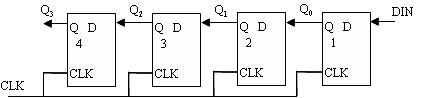 Q3 Q2 Q1 Q0 DIN
Q D Q D Q D Q D
4 3 2 1
CLK CLK CLK CLK
CLK